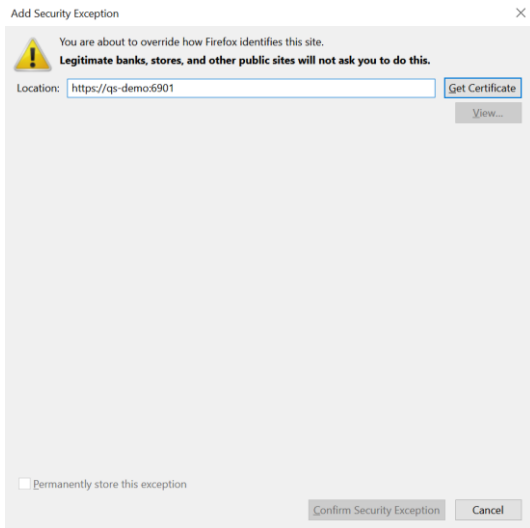 Add Security Exception
You are about to override how Firefox identifies this site.
Legitimate banks, stores, and other public sites will not ask you to do this.
Location: https://qs-demo:6901 Get Certificate
View...
Permanently store this exception
Confirm Security Exception Cancel